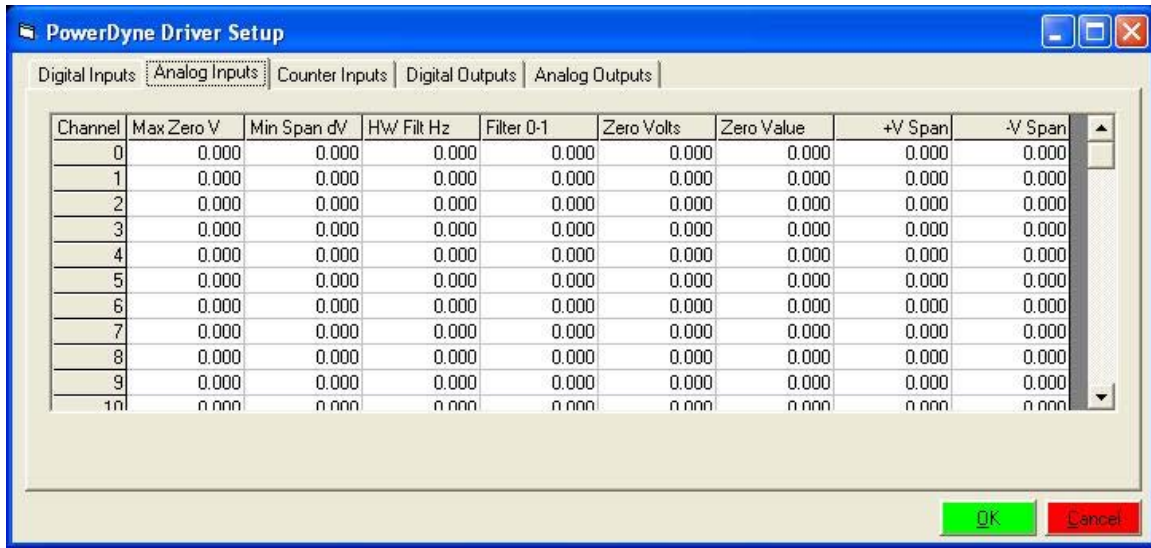 PowerDyne Driver Setup
Digital Inputs Analog Inputs Counter Inputs Digital Outputs Analog Outputs
Channel Max Zero V Min Span dV HW Filt Hz Filter 0-1 Zero Volts Zero Value +V Span -V Span
0 0.000 0.000 0.000 0.000 0.000 0.000 0.000 0.000
1 0.000 0.000 0.000 0.000 0.000 0.000 0.000 0.000
2 0.000 0.000 0.000 0.000 0.000 0.000 0.000 0.000
3 0.000 0.000 0.000 0.000 0.000 0.000 0.000 0.000
4 0.000 0.000 0.000 0.000 0.000 0.000 0.000 0.000
5 0.000 0.000 0.000 0.000 0.000 0.000 0.000 0.000
6 0.000 0.000 0.000 0.000 0.000 0.000 0.000 0.000
7 0.000 0.000 0.000 0.000 0.000 0.000 0.000 0.000
8 0.000 0.000 0.000 0.000 0.000 0.000 0.000 0.000
9 0.000 0.000 0.000 0.000 0.000 0.000 0.000 0.000
10 0.000 0.000 0.000 0.000 0.000 0.000 0.000 0.000
OK Cancel